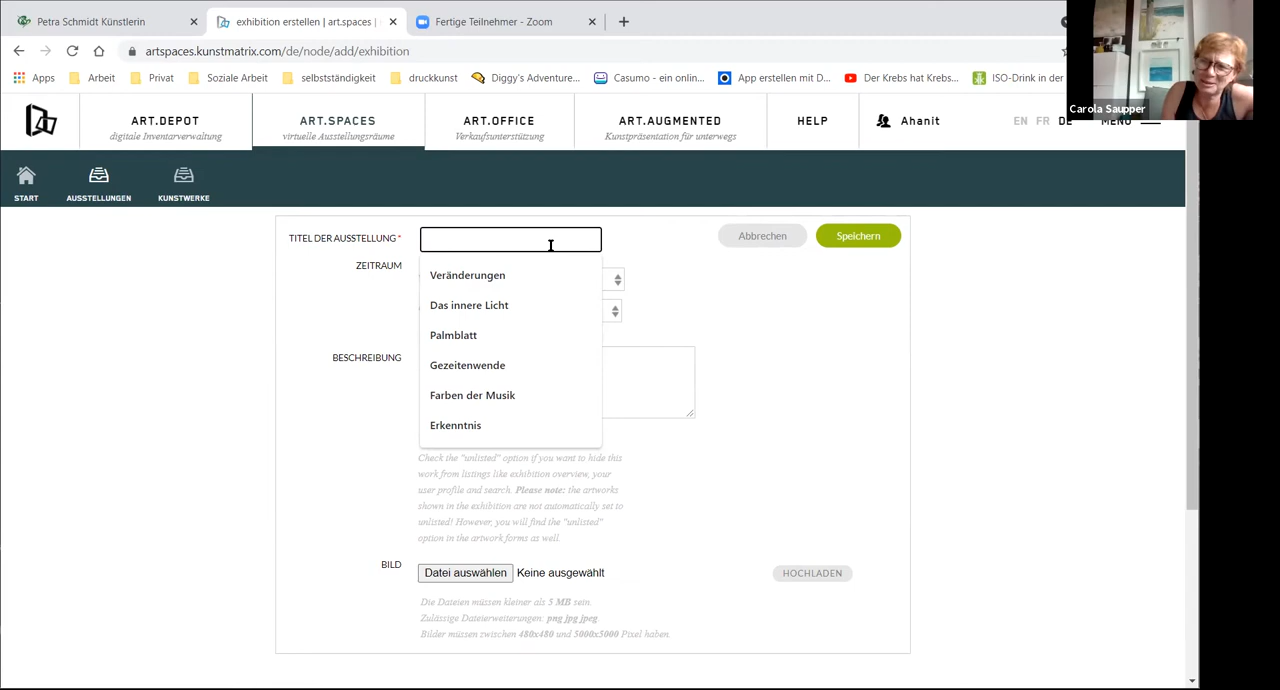 Petra Schmidt Künstlerin
exhibition erstellen | art.spaces |
Fertige Teilnehmer - Zoom
artspaces.kunstmatrix.com/de/node/add/exhibition
Apps Arbeit Privat Soziale Arbeit selbstständigkeit druckkunst Diggy's Adventure... Casumo - ein onlin... App erstellen mit D... Der Krebs hat Krebs... ISO-Drink in der
Carola Saupper
ART.DEPOT ART.SPACES ART.OFFICE ART.AUGMENTED HELP Ahanit EN FR DE MENÜ
digitale Inventarverwaltung virtuelle Ausstellungsräume Verkaufsunterstützung Kunstpräsentation für unterwegs
START AUSSTELLUNGEN KUNSTWERKE
TITEL DER AUSSTELLUNG *
Abbrechen Speichern
ZEITRAUM
Veränderungen
Das innere Licht
Palmblatt
BESCHREIBUNG
Gezeitenwende
Farben der Musik
Erkenntnis
Check the "unlisted" option if you want to hide this
work from listings like exhibition overview, your
user profile and search. Please note: the artworks
shown in the exhibition are not automatically set to
unlisted! However, you will find the "unlisted"
option in the artwork forms as well.
BILD
Datei auswählen Keine ausgewählt HOCHLADEN
Die Dateien müssen kleiner als 5 MB sein.
Zulässige Dateierweiterungen: png jpg jpeg.
Bilder müssen zwischen 480x480 und 5000x5000 Pixel haben.